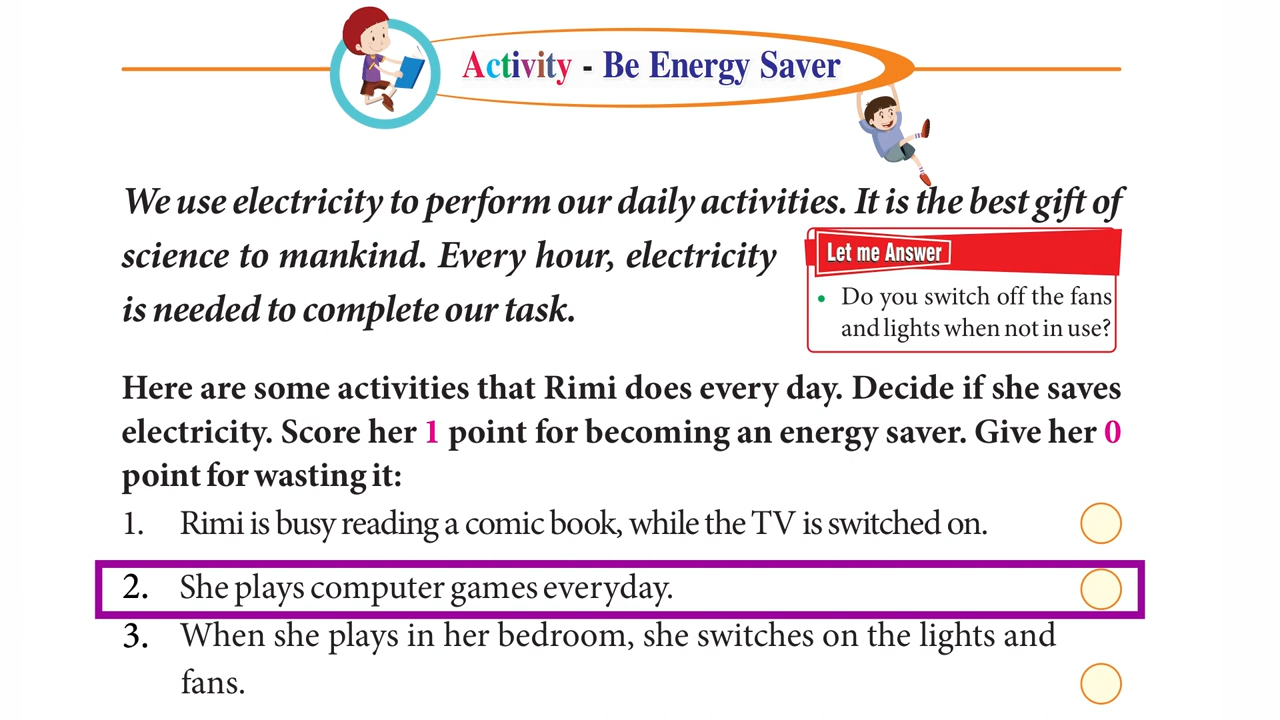 Activity - Be Energy Saver
We use electricity to perform our daily activities. It is the best gift of
science to mankind. Every hour, electricity
is needed to complete our task.
Let me Answer
• Do you switch off the fans
and lights when not in use?
Here are some activities that Rimi does every day. Decide if she saves
electricity. Score her 1 point for becoming an energy saver. Give her 0
point for wasting it:
1. Rimi is busy reading a comic book, while the TV is switched on.
2. She plays computer games everyday.
3. When she plays in her bedroom, she switches on the lights and
fans.